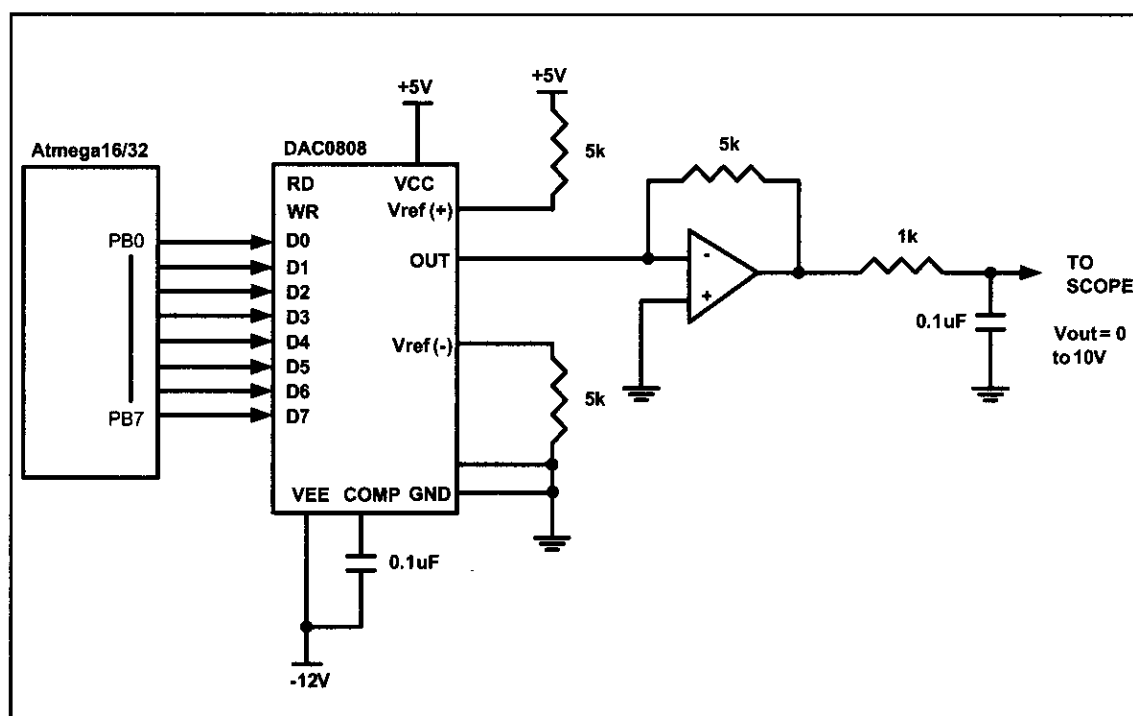 +5V
+5V
Atmega16/32
DAC0808
5k
5k
RD
VCC
WR
Vref (+)
1k
PB0
D0
OUT
-
TO
SCOPE
D1
D2
+
D3
0.1uF
Vout = 0
to 10V
D4
Vref (-)
D5
D6
5k
PB7
D7
VEE
COMP
GND
0.1uF
-12V